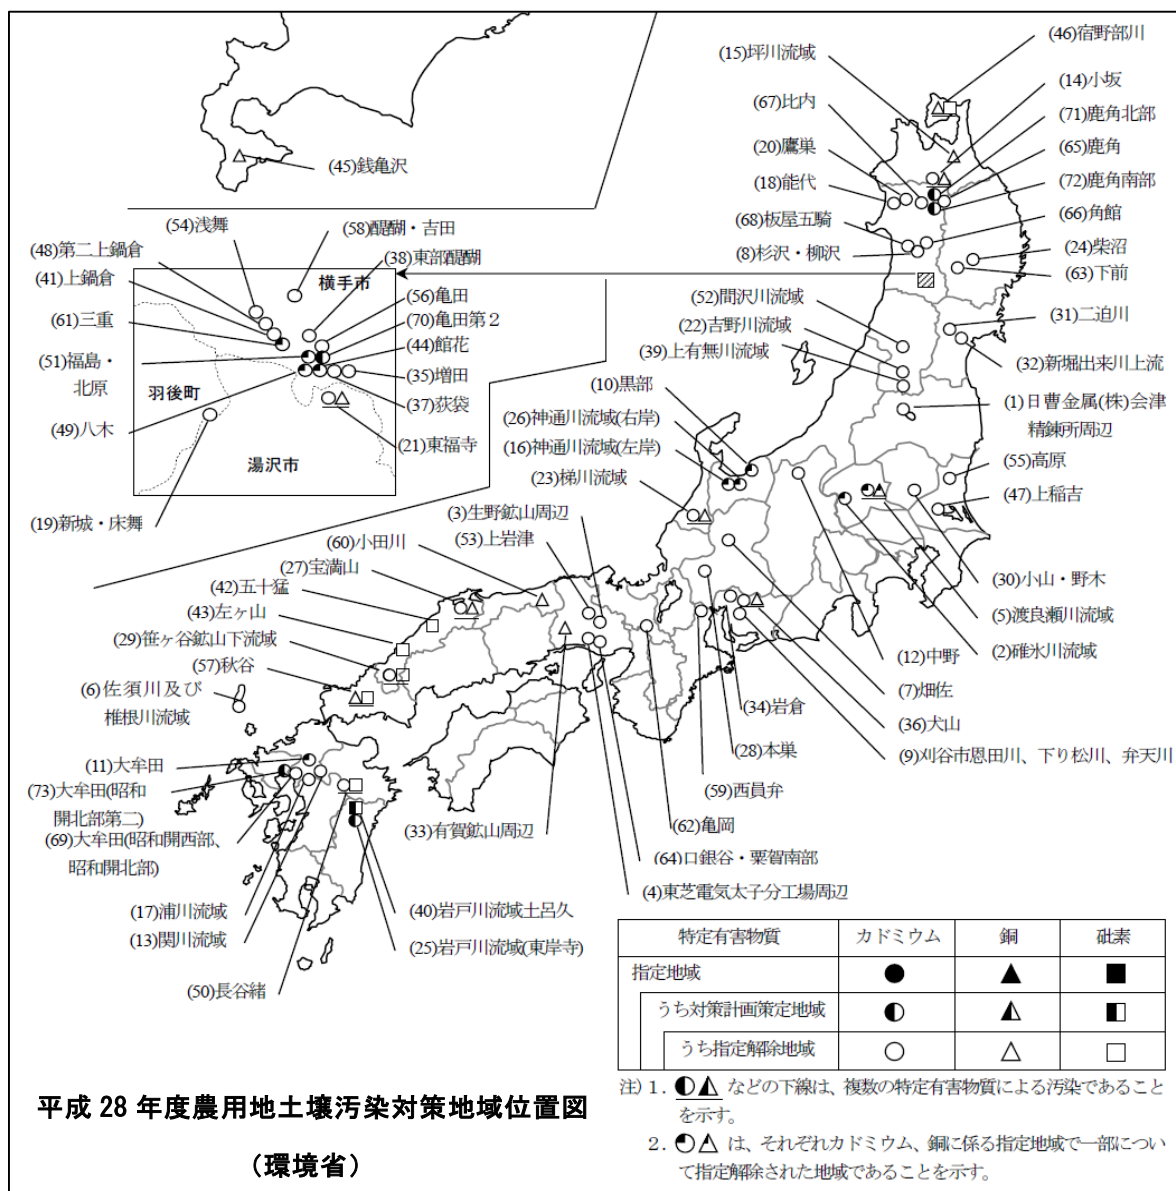 (46)宿野部川
(15)坪川流域
(14)小坂
(67)比内
(71)鹿角北部
(20)鷹巣
(65)鹿角
(18)能代
(72)鹿角南部
(68)板屋五騎
(66)角館
(8)杉沢・柳沢
(24)柴沼
(63)下前
(45)銭亀沢
(54)浅舞
(58)醍醐・吉田
(48)第二上鍋倉
(38)東部醍醐
(41)上鍋倉
横手市
(56)亀田
(61)三重
(70)亀田第２
(51)福島・
北原
(44)館花
(35)増田
羽後町
(37)荻袋
(49)八木
(21)東福寺
湯沢市
(19)新城・床舞
(52)間沢川流域
(31)二迫川
(22)吉野川流域
(39)上有無川流域
(32)新堀出来川上流
(10)黒部
(1)日曹金属(株)会津
精錬所周辺
(26)神通川流域(右岸)
(16)神通川流域(左岸)
(55)高原
(23)梯川流域
(47)上稲吉
(3)生野鉱山周辺
(53)上岩津
(60)小田川
(27)宝満山
(30)小山・野木
(42)五十猛
(5)渡良瀬川流域
(43)左ヶ山
(29)笹ヶ谷鉱山下流域
(12)中野
(2)碓氷川流域
(57)秋谷
(7)畑佐
(6)佐須川及び
椎根川流域
(34)岩倉
(36)犬山
(28)本巣
(9)刈谷市恩田川、下り松川、弁天川
(11)大牟田
(59)西員弁
(73)大牟田(昭和
開北部第二)
(33)有賀鉱山周辺
(62)亀岡
(69)大牟田(昭和開西部、
昭和開北部)
(64)口銀谷・粟賀南部
(4)東芝電気太子分工場周辺
(17)浦川流域
(40)岩戸川流域土呂久
(13)関川流域
(25)岩戸川流域(東岸寺)
(50)長谷緒
特定有害物質 カドミウム 銅 砒素
指定地域
うち対策計画策定地域
うち指定解除地域
注) 1. などの下線は、複数の特定有害物質による汚染であること
を示す。
2. は、それぞれカドミウム、銅に係る指定地域で一部につい
て指定解除された地域であることを示す。
平成 28 年度農用地土壌汚染対策地域位置図
（環境省）